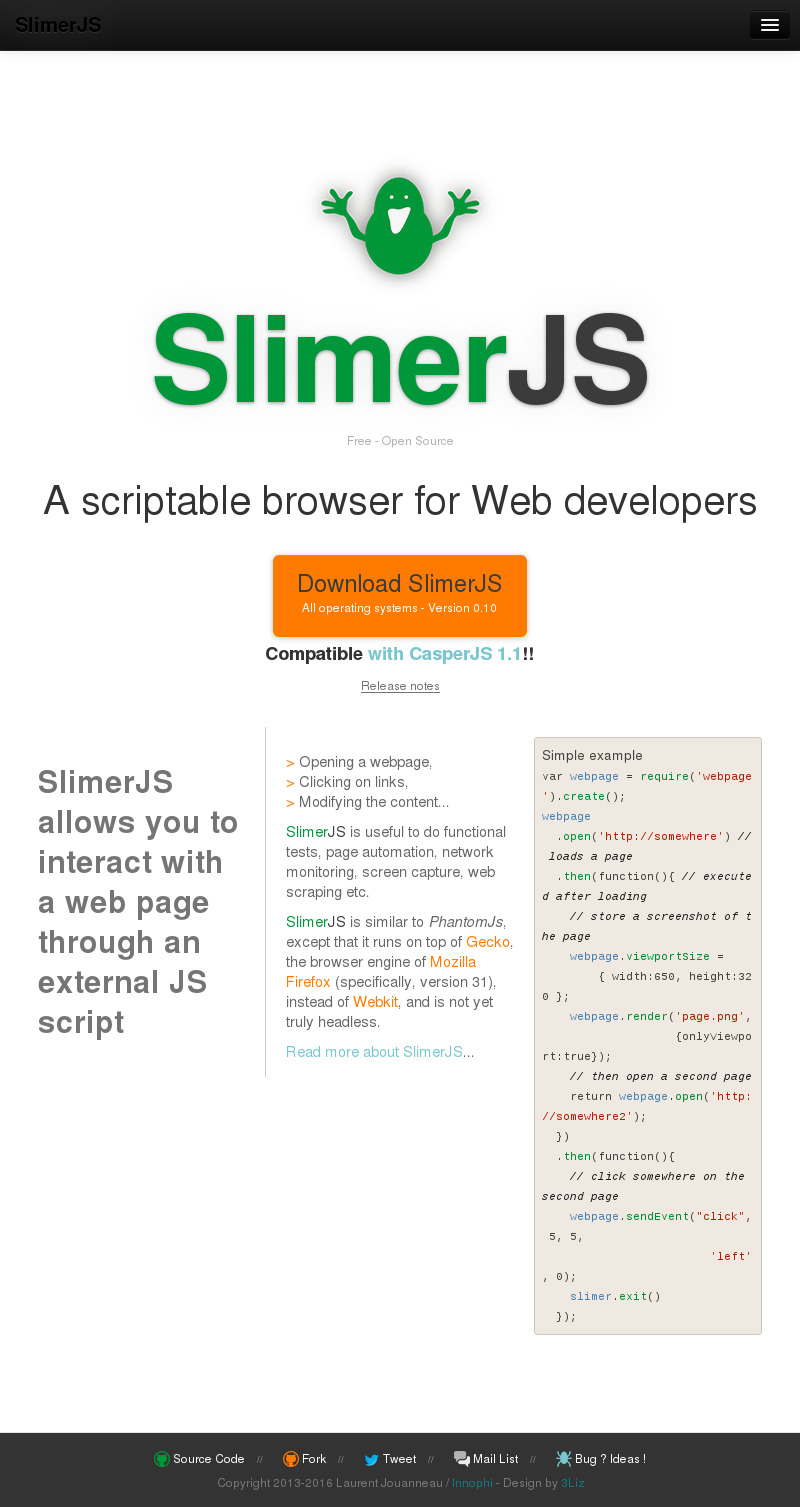 SlimerJS
SlimerJS
Free - Open Source
A scriptable browser for Web developers
Download SlimerJS
All operating systems - Version 0.10
Compatible with CasperJS 1.1!!
Release notes
SlimerJS
allows you to
interact with
a web page
through an
external JS
script
> Opening a webpage,
> Clicking on links,
> Modifying the content...
SlimerJS is useful to do functional
tests, page automation, network
monitoring, screen capture, web
scraping etc.
SlimerJS is similar to PhantomJs,
except that it runs on top of Gecko,
the browser engine of Mozilla
Firefox (specifically, version 31),
instead of Webkit, and is not yet
truly headless.
Read more about SlimerJS...
Simple example
var webpage = require('webpage
').create();
webpage
  .open('http://somewhere') //
 loads a page
  .then(function(){ // execute
d after loading
    // store a screenshot of t
he page
    webpage.viewportSize =
        { width:650, height:32
0 };
    webpage.render('page.png',
                   {onlyViewpo
rt:true});
    // then open a second page
    return webpage.open('http:
//somewhere2');
  })
  .then(function(){
    // click somewhere on the
second page
    webpage.sendEvent("click",
 5, 5,
                        'left'
, 0);
    slimer.exit()
  });
Source Code // Fork // Tweet // Mail List // Bug ? Ideas !
Copyright 2013-2016 Laurent Jouanneau / Innophi - Design by 3Liz